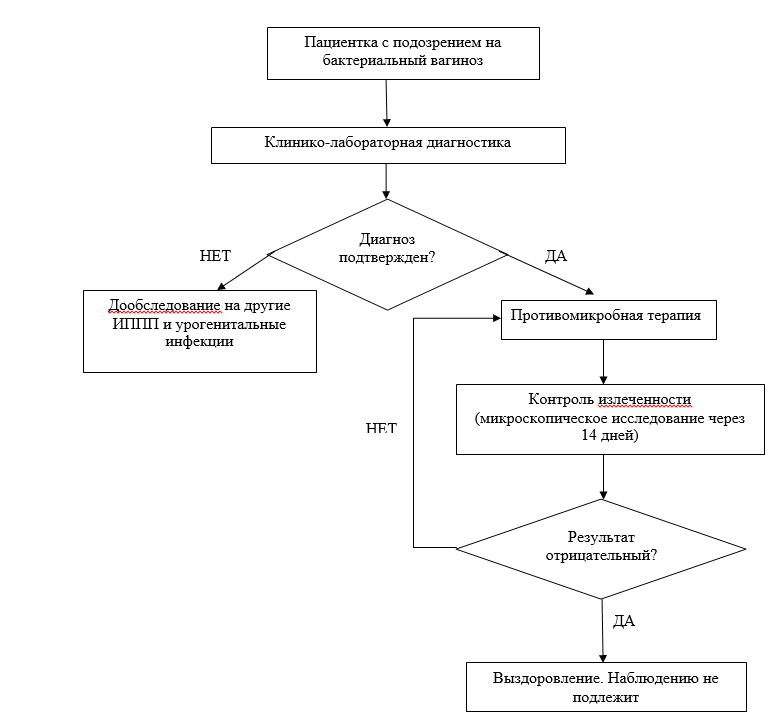 Пациентка с подозрением на
бактериальный вагиноз
Клинико-лабораторная диагностика
Диагноз
подтвержден?
НЕТ
ДА
Дообследование на другие
ИППП и урогенитальные
инфекции
Противомикробная терапия
Контроль излеченности
(микроскопическое исследование через
14 дней)
НЕТ
Результат
отрицательный?
ДА
Выздоровление. Наблюдению не
подлежит